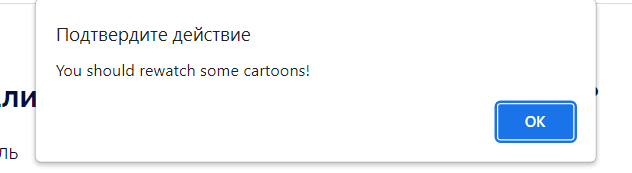 Подтвердите действие
You should rewatch some cartoons!
OK